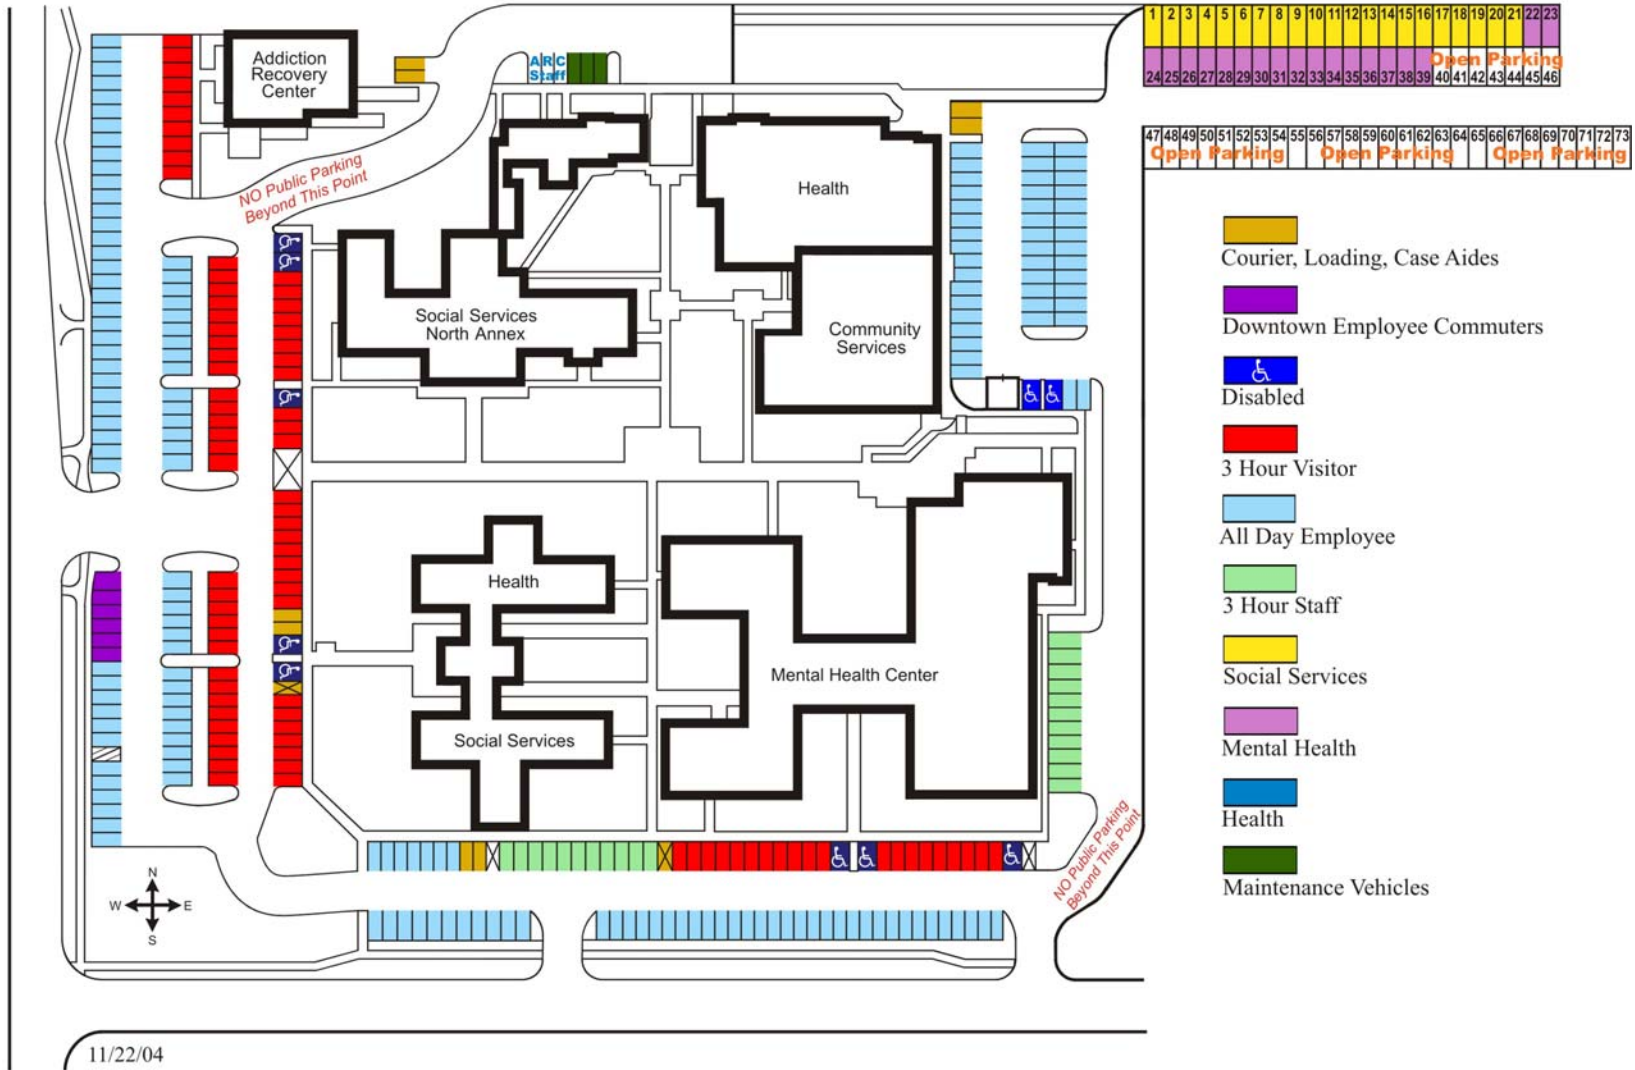 Addiction
Recovery
Center
ARC
Staff
1 2 3 4 5 6 7 8 9 10 11 12 13 14 15 16 17 18 19 20 21 22 23
Open Parking
24 25 26 27 28 29 30 31 32 33 34 35 36 37 38 39 40 41 42 43 44 45 46
47 48 49 50 51 52 53 54 55 56 57 58 59 60 61 62 63 64 65 66 67 68 69 70 71 72 73
Open Parking Open Parking Open Parking
NO Public Parking
Beyond This Point
Health
Social Services
North Annex
Community
Services
Courier, Loading, Case Aides
Downtown Employee Commuters
Disabled
3 Hour Visitor
All Day Employee
3 Hour Staff
Social Services
Mental Health
Health
Maintenance Vehicles
Health
Mental Health Center
Social Services
NO Public Parking
Beyond This Point
N
W E
S
11/22/04